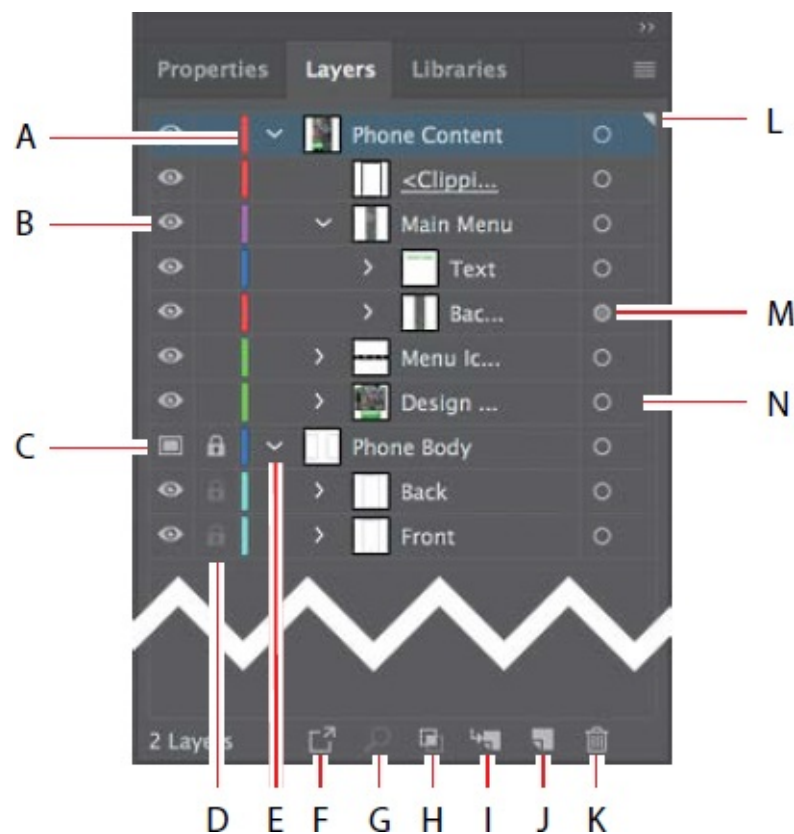 >>
Properties Layers Libraries
A Phone Content L
<Clippi...
B Main Menu
Text
Bac... M
Menu Ic...
Design ... N
C Phone Body
Back
Front
2 Layers
D E F G H I J K